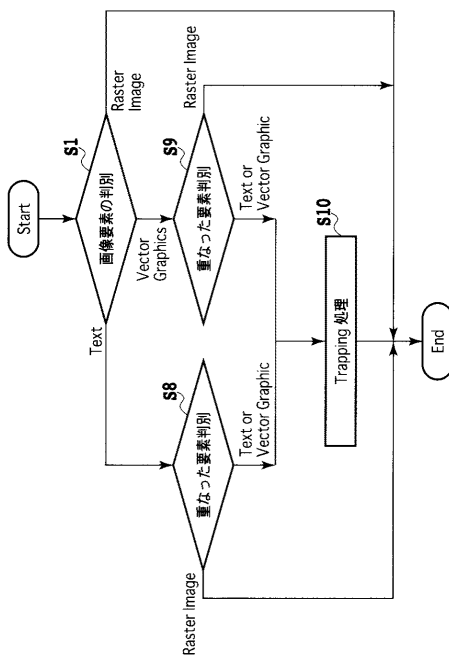 Start
S1
画像要素の判別
Text
Vector
Graphics
Raster Image
S8
重なった要素判別
Raster Image
Text or
Vector Graphic
S9
重なった要素判別
Raster Image
Text or
Vector Graphic
S10
Trapping 処理
End